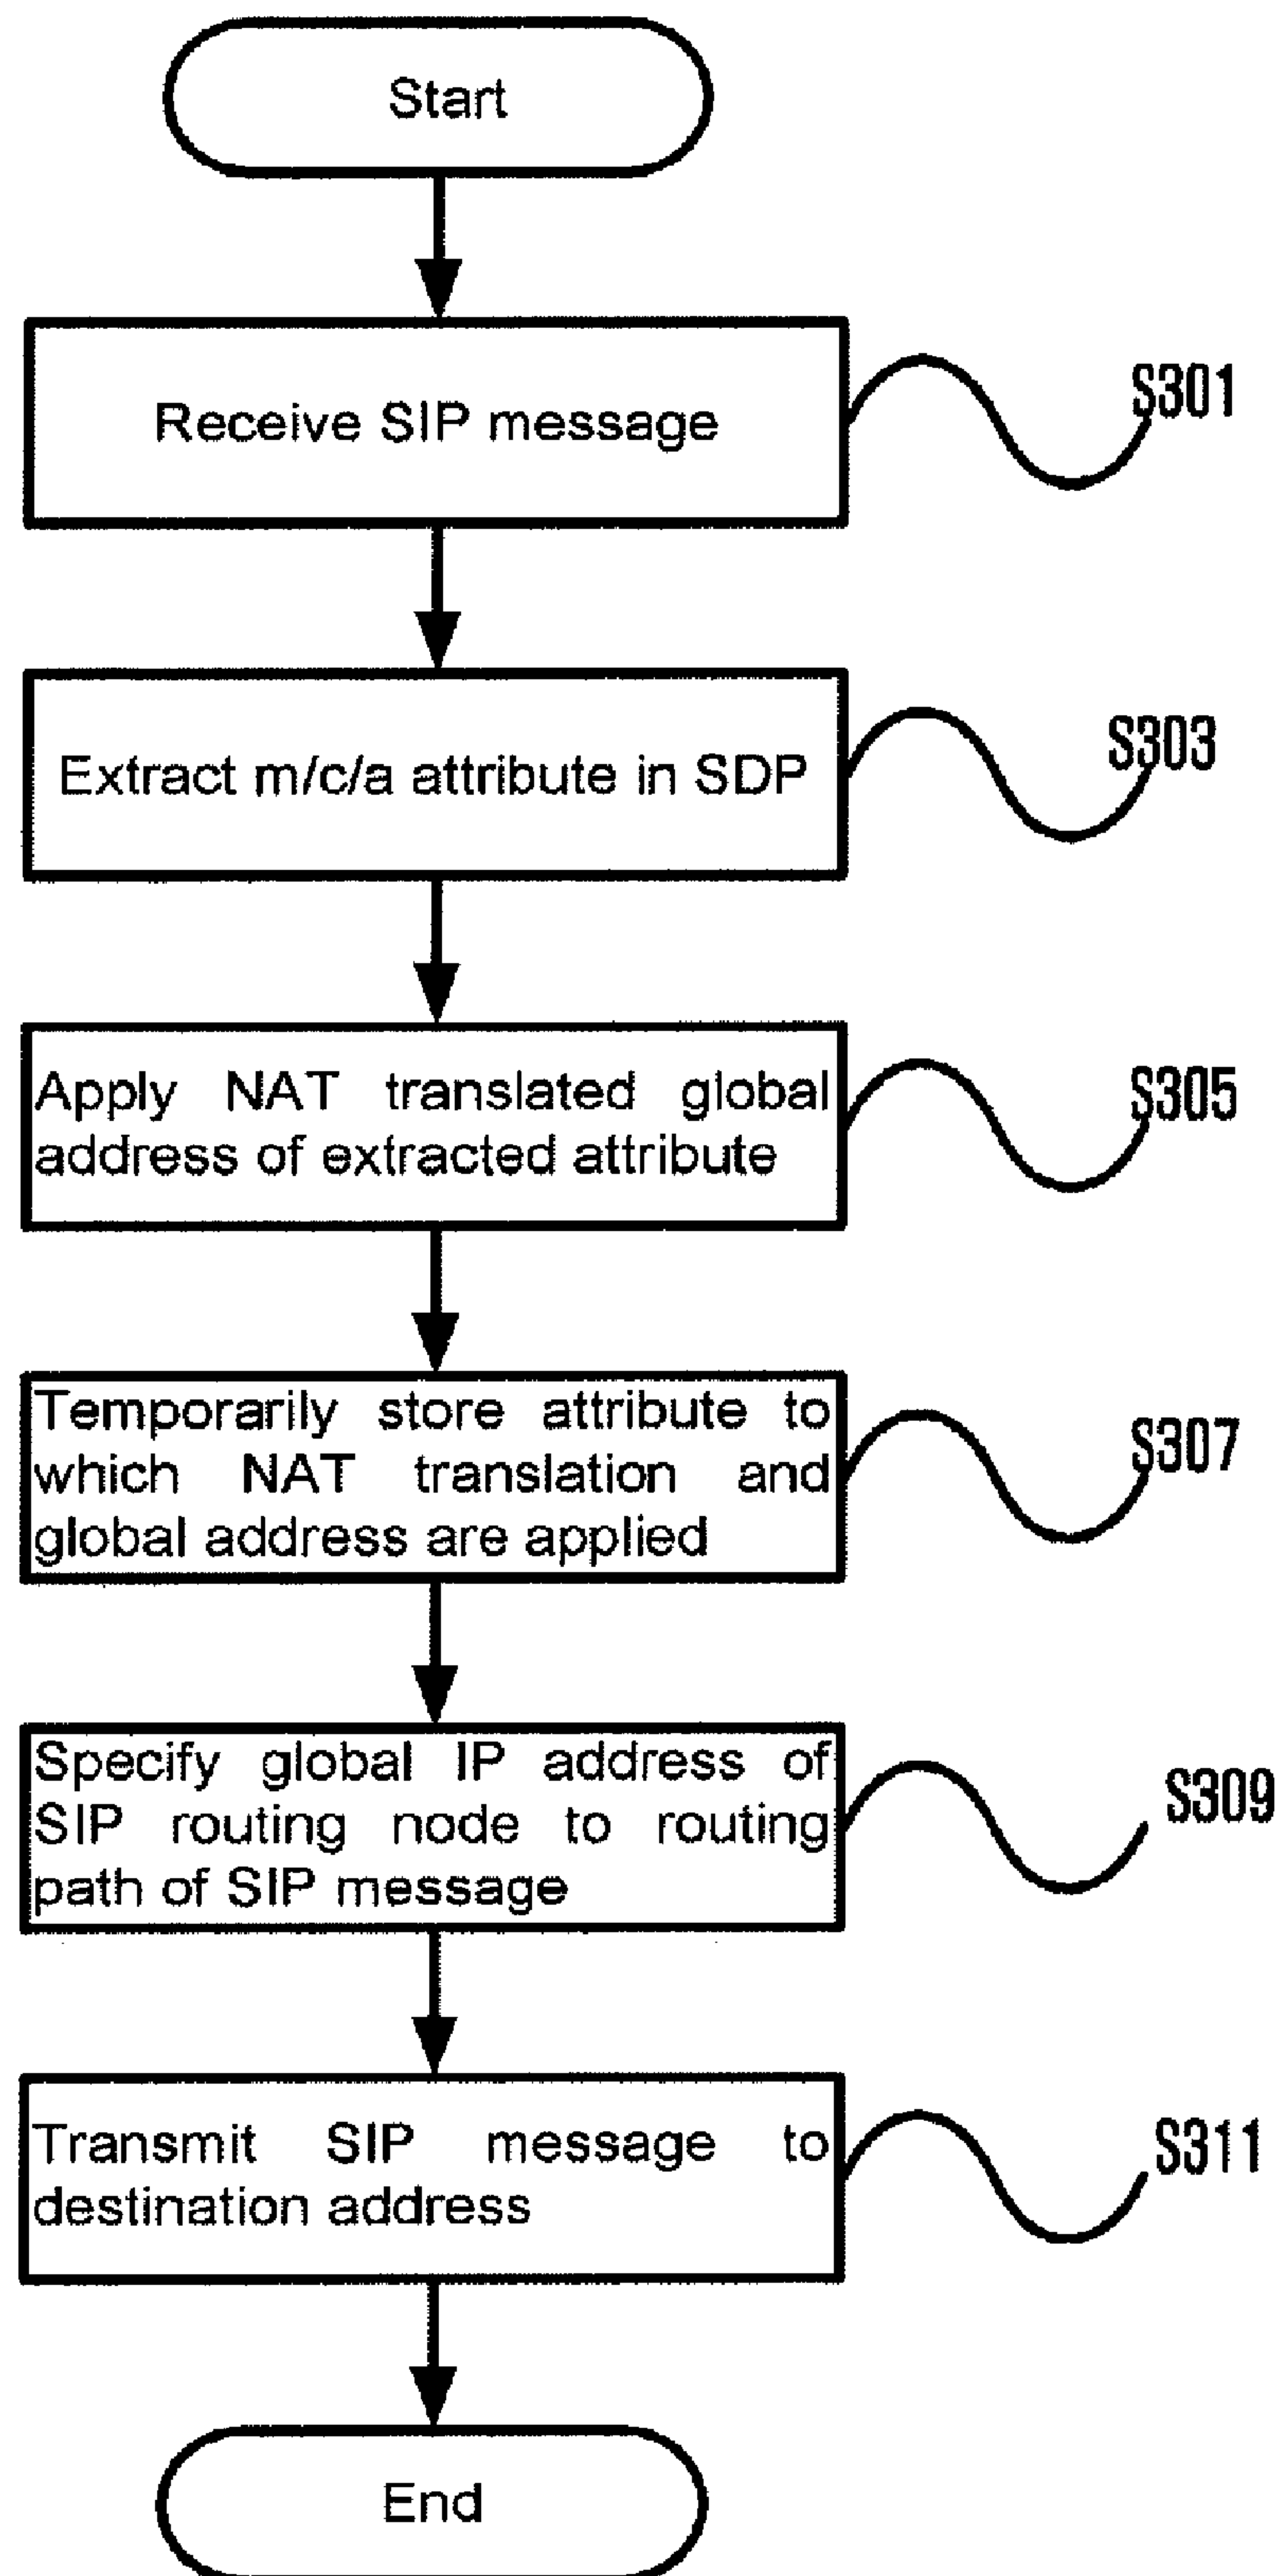 Start
Receive SIP message
S301
Extract m/c/a attribute in SDP
S303
Apply NAT translated global
address of extracted attribute
S305
Temporarily store attribute to
which NAT translation and
global address are applied
S307
Specify global IP address of
SIP routing node to routing
path of SIP message
S309
Transmit SIP message to
destination address
S311
End